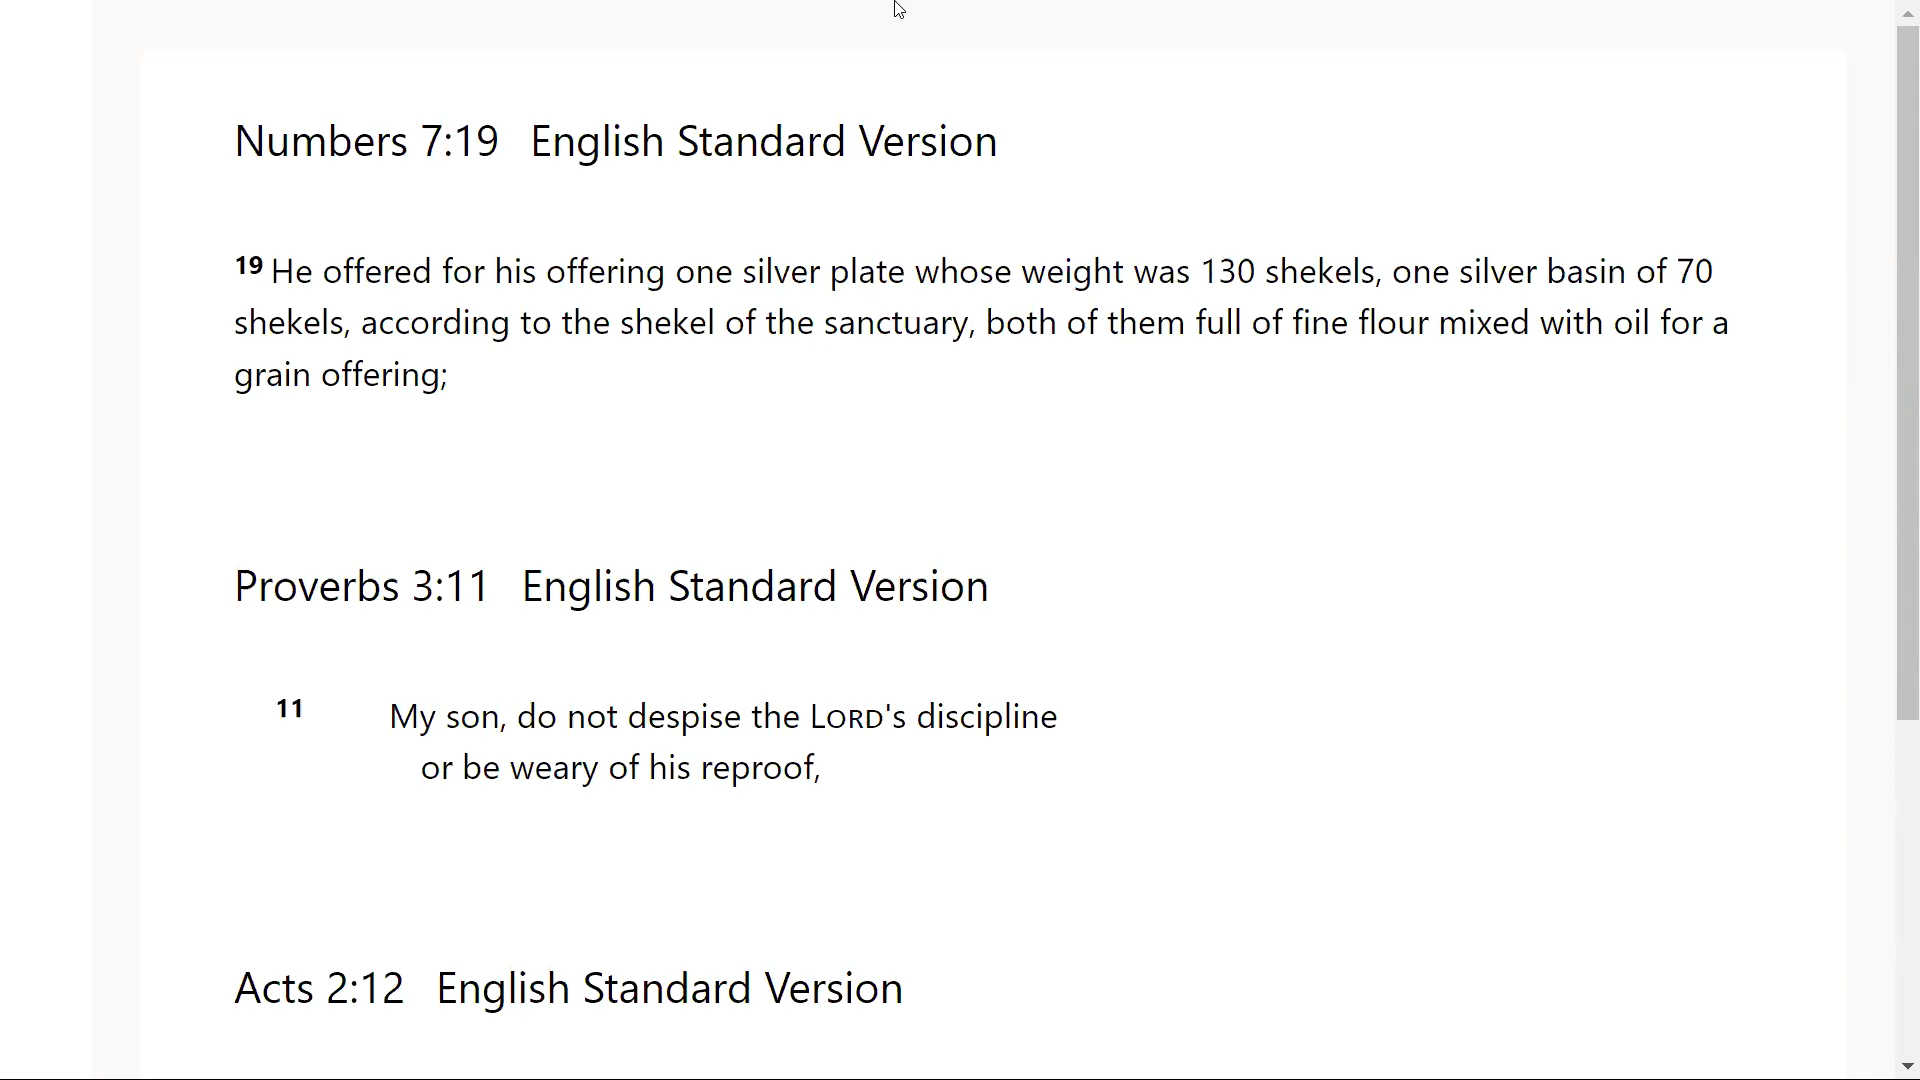 Numbers 7:19 English Standard Version
19 He offered for his offering one silver plate whose weight was 130 shekels, one silver basin of 70
shekels, according to the shekel of the sanctuary, both of them full of fine flour mixed with oil for a
grain offering;
Proverbs 3:11 English Standard Version
11 My son, do not despise the LORD's discipline
or be weary of his reproof,
Acts 2:12 English Standard Version